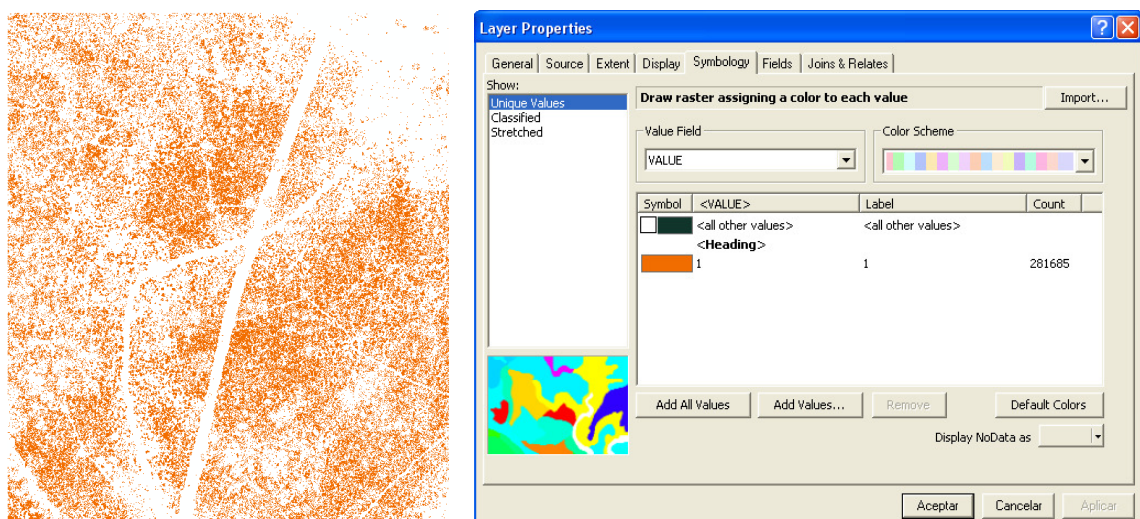 Layer Properties
General Source Extent Display Symbology Fields Joins & Relates
Show:
Unique Values
Classified
Stretched
Draw raster assigning a color to each value
Import...
Value Field
VALUE
Color Scheme
Symbol <VALUE> Label Count
<all other values> <all other values>
<Heading>
1 1 281685
Add All Values Add Values... Remove Default Colors
Display NoData as
Aceptar Cancelar Aplicar